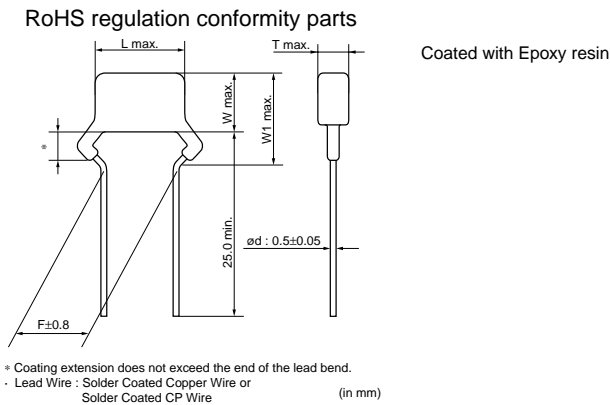 RoHS regulation conformity parts
L max.
T max.
Coated with Epoxy resin
W max.
W1 max.
*
25.0 min.
ød : 0.5±0.05
F±0.8
* Coating extension does not exceed the end of the lead bend.
· Lead Wire : Solder Coated Copper Wire or
Solder Coated CP Wire
(in mm)